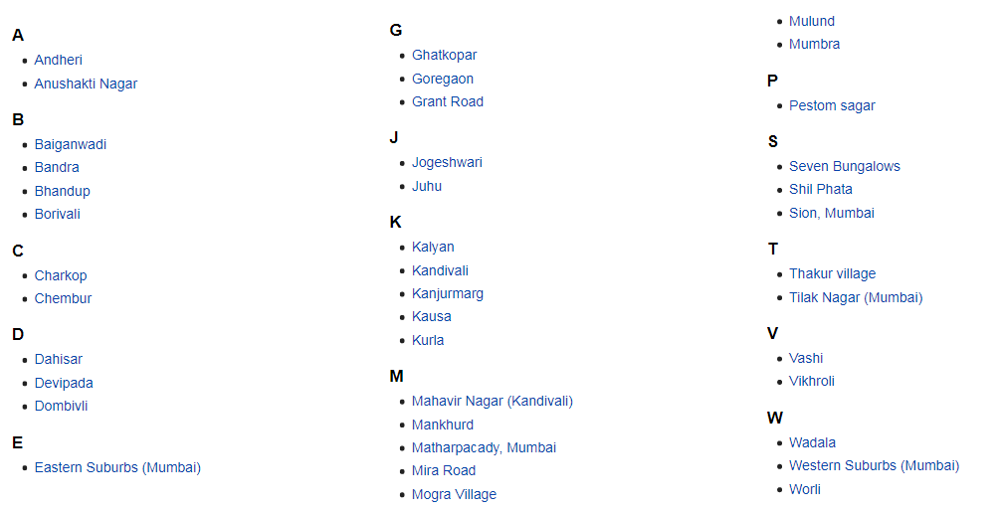 A
Andheri
Anushakti Nagar
B
Baiganwadi
Bandra
Bhandup
Borivali
C
Charkop
Chembur
D
Dahisar
Devipada
Dombivli
E
Eastern Suburbs (Mumbai)
G
Ghatkopar
Goregaon
Grant Road
J
Jogeshwari
Juhu
K
Kalyan
Kandivali
Kanjurmarg
Kausa
Kurla
M
Mahavir Nagar (Kandivali)
Mankhurd
Matharpacady, Mumbai
Mira Road
Mogra Village
Mulund
Mumbra
P
Pestom sagar
S
Seven Bungalows
Shil Phata
Sion, Mumbai
T
Thakur village
Tilak Nagar (Mumbai)
V
Vashi
Vikhroli
W
Wadala
Western Suburbs (Mumbai)
Worli